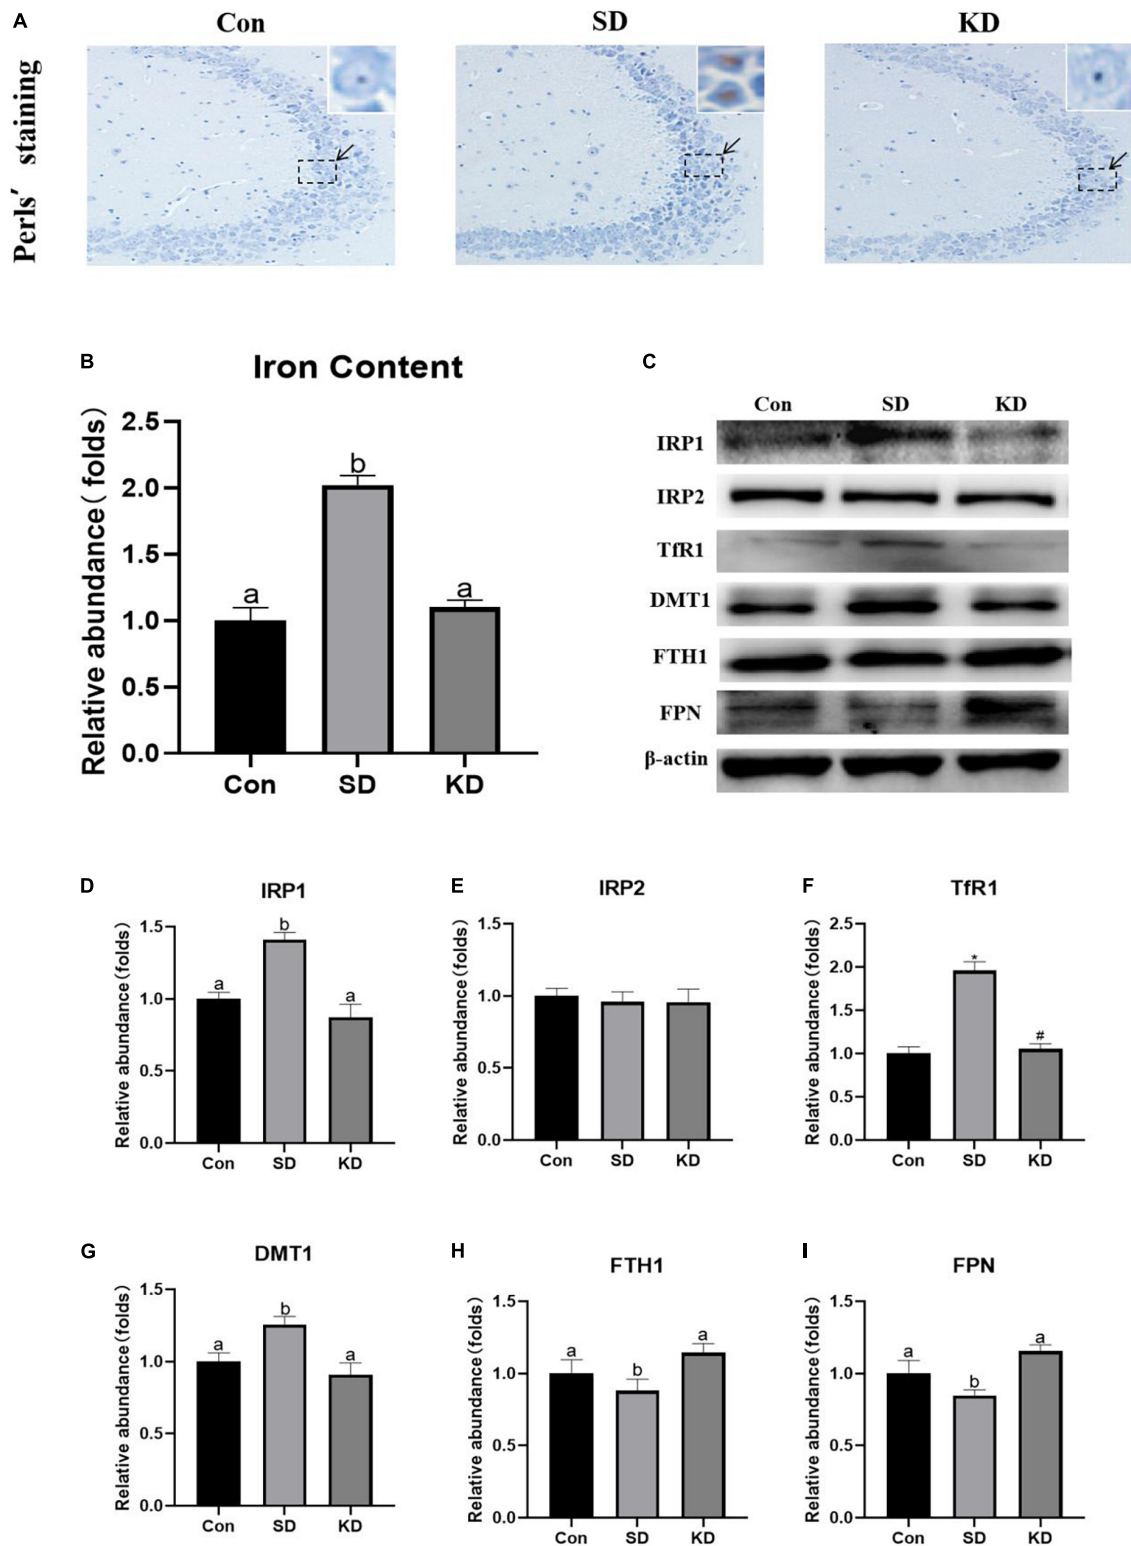 A
Con
SD
KD
Perls′ staining
B
Iron Content
Relative abundance(folds)
2.5
2.0
1.5
1.0
0.5
0.0
a
b
a
Con
SD
KD
C
Con
SD
KD
IRP1
IRP2
TfR1
DMT1
FTH1
FPN
β-actin
D
IRP1
Relative abundance(folds)
1.5
1.0
0.5
0.0
a
b
a
Con
SD
KD
E
IRP2
Relative abundance(folds)
1.5
1.0
0.5
0.0
Con
SD
KD
F
TfR1
Relative abundance(folds)
2.5
2.0
1.5
1.0
0.5
0.0
*
#
Con
SD
KD
G
DMT1
Relative abundance(folds)
1.5
1.0
0.5
0.0
a
b
a
Con
SD
KD
H
FTH1
Relative abundance(folds)
1.5
1.0
0.5
0.0
a
b
a
Con
SD
KD
I
FPN
Relative abundance(folds)
1.5
1.0
0.5
0.0
a
b
a
Con
SD
KD